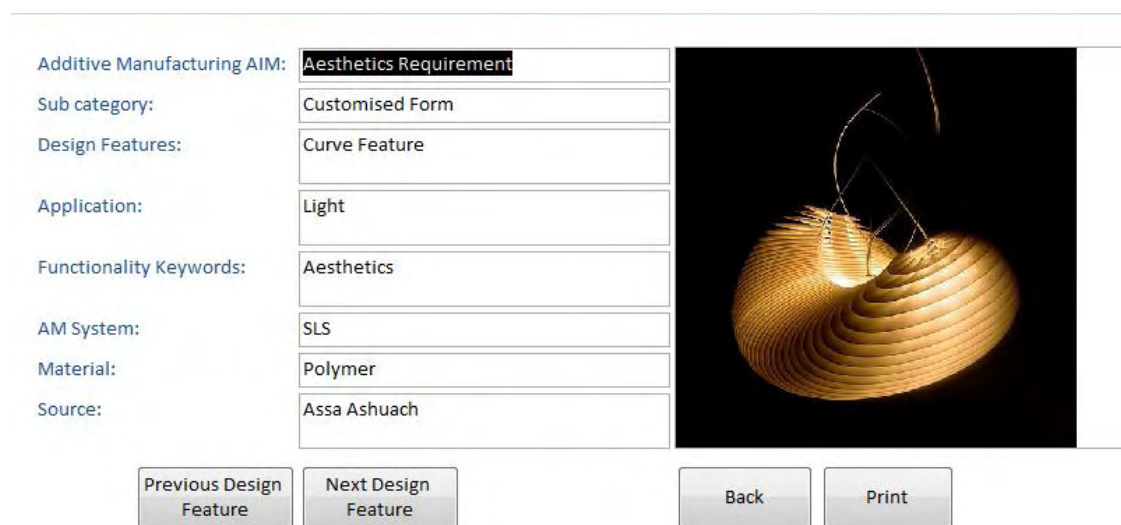 Additive Manufacturing AIM: Aesthetics Requirement
Sub category: Customised Form
Design Features: Curve Feature
Application: Light
Functionality Keywords: Aesthetics
AM System: SLS
Material: Polymer
Source: Assa Ashuach
Previous Design
Feature
Next Design
Feature
Back
Print